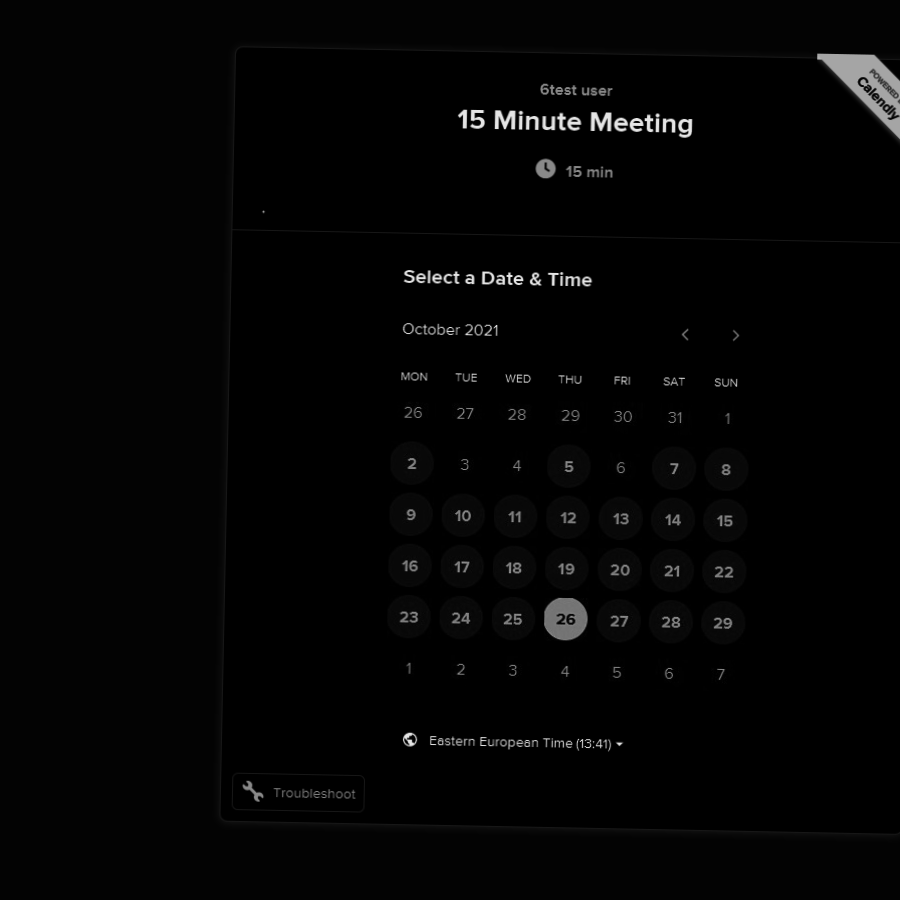 6test user
15 Minute Meeting
15 min
POWERED
Calendly
Select a Date & Time
October 2021
MON TUE WED THU FRI SAT SUN
26 27 28 29 30 31 1
2 3 4 5 6 7 8
9 10 11 12 13 14 15
16 17 18 19 20 21 22
23 24 25 26 27 28 29
1 2 3 4 5 6 7
Eastern European Time (13:41)
Troubleshoot